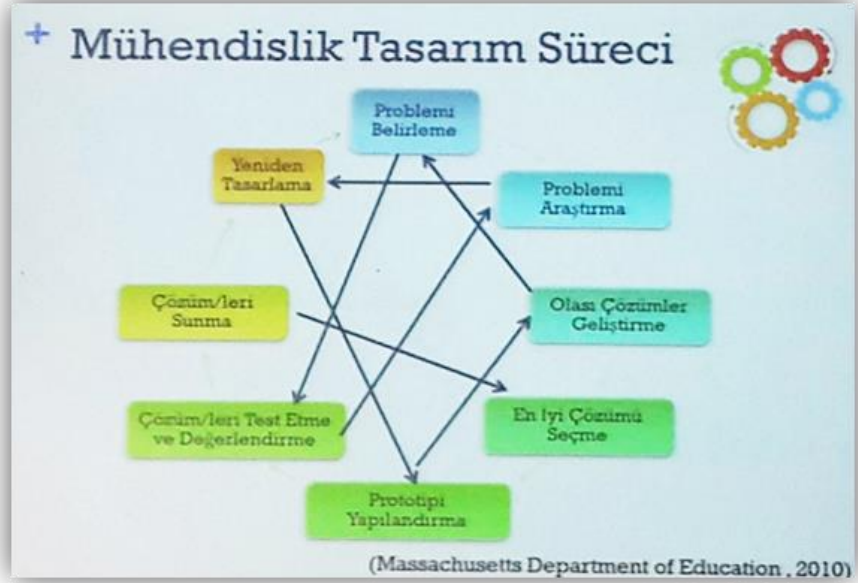 + Mühendislik Tasarım Süreci
Problemi
Belirleme
Yeniden
Tasarlama
Problemi
Araştırma
Çözüm/leri
Sunma
Olası Çözümler
Geliştirme
Çözüm/leri Test Etme
ve Değerlendirme
En İyi Çözümü
Seçme
Prototipi
Yapılandırma
(Massachusetts Department of Education , 2010)